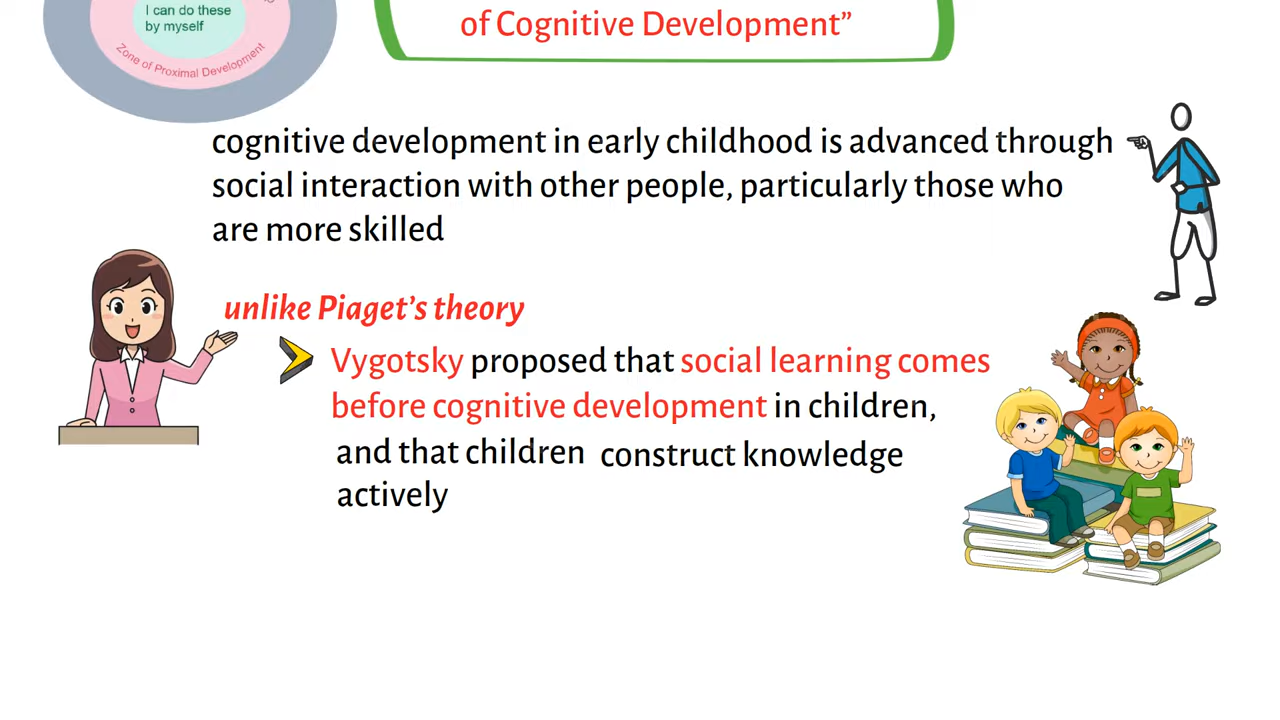 I can do these
by myself
Zone of Proximal Development
of Cognitive Development”
cognitive development in early childhood is advanced through
social interaction with other people, particularly those who
are more skilled
unlike Piaget’s theory
Vygotsky proposed that social learning comes
before cognitive development in children,
and that children construct knowledge
actively